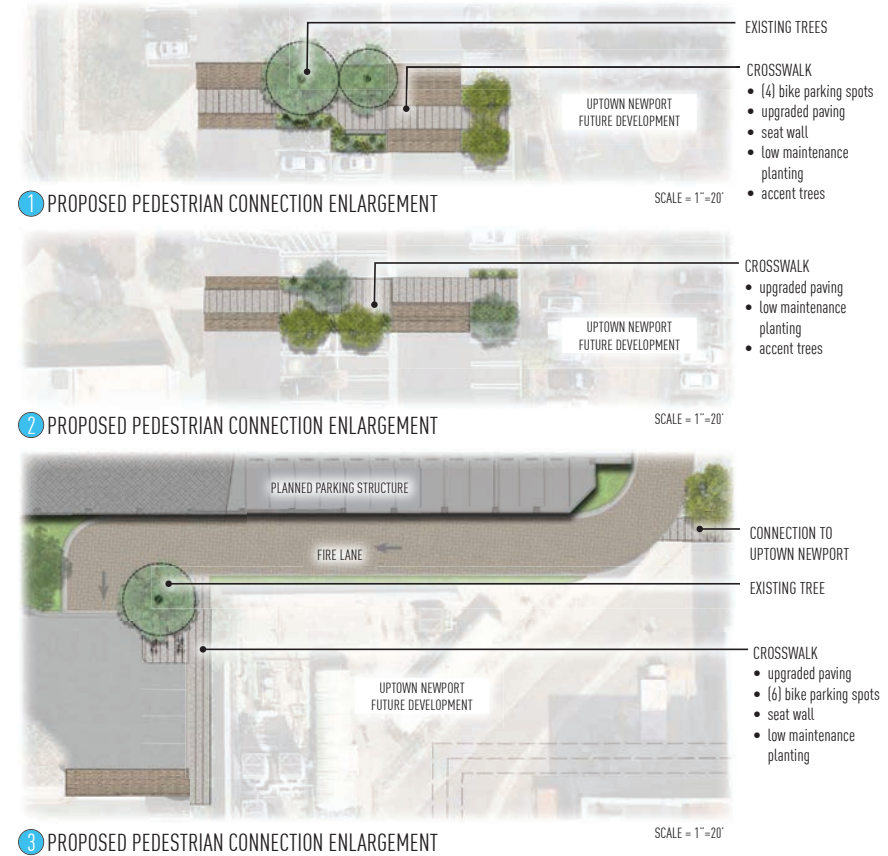 EXISTING TREES
CROSSWALK
• (4) bike parking spots
• upgraded paving
• seat wall
• low maintenance
planting
• accent trees
UPTOWN NEWPORT
FUTURE DEVELOPMENT
1 PROPOSED PEDESTRIAN CONNECTION ENLARGEMENT
SCALE = 1"=20'
CROSSWALK
• upgraded paving
• low maintenance
planting
• accent trees
UPTOWN NEWPORT
FUTURE DEVELOPMENT
2 PROPOSED PEDESTRIAN CONNECTION ENLARGEMENT
SCALE = 1"=20'
PLANNED PARKING STRUCTURE
FIRE LANE
CONNECTION TO
UPTOWN NEWPORT
EXISTING TREE
CROSSWALK
• upgraded paving
• (6) bike parking spots
• seat wall
• low maintenance
planting
UPTOWN NEWPORT
FUTURE DEVELOPMENT
3 PROPOSED PEDESTRIAN CONNECTION ENLARGEMENT
SCALE = 1"=20'